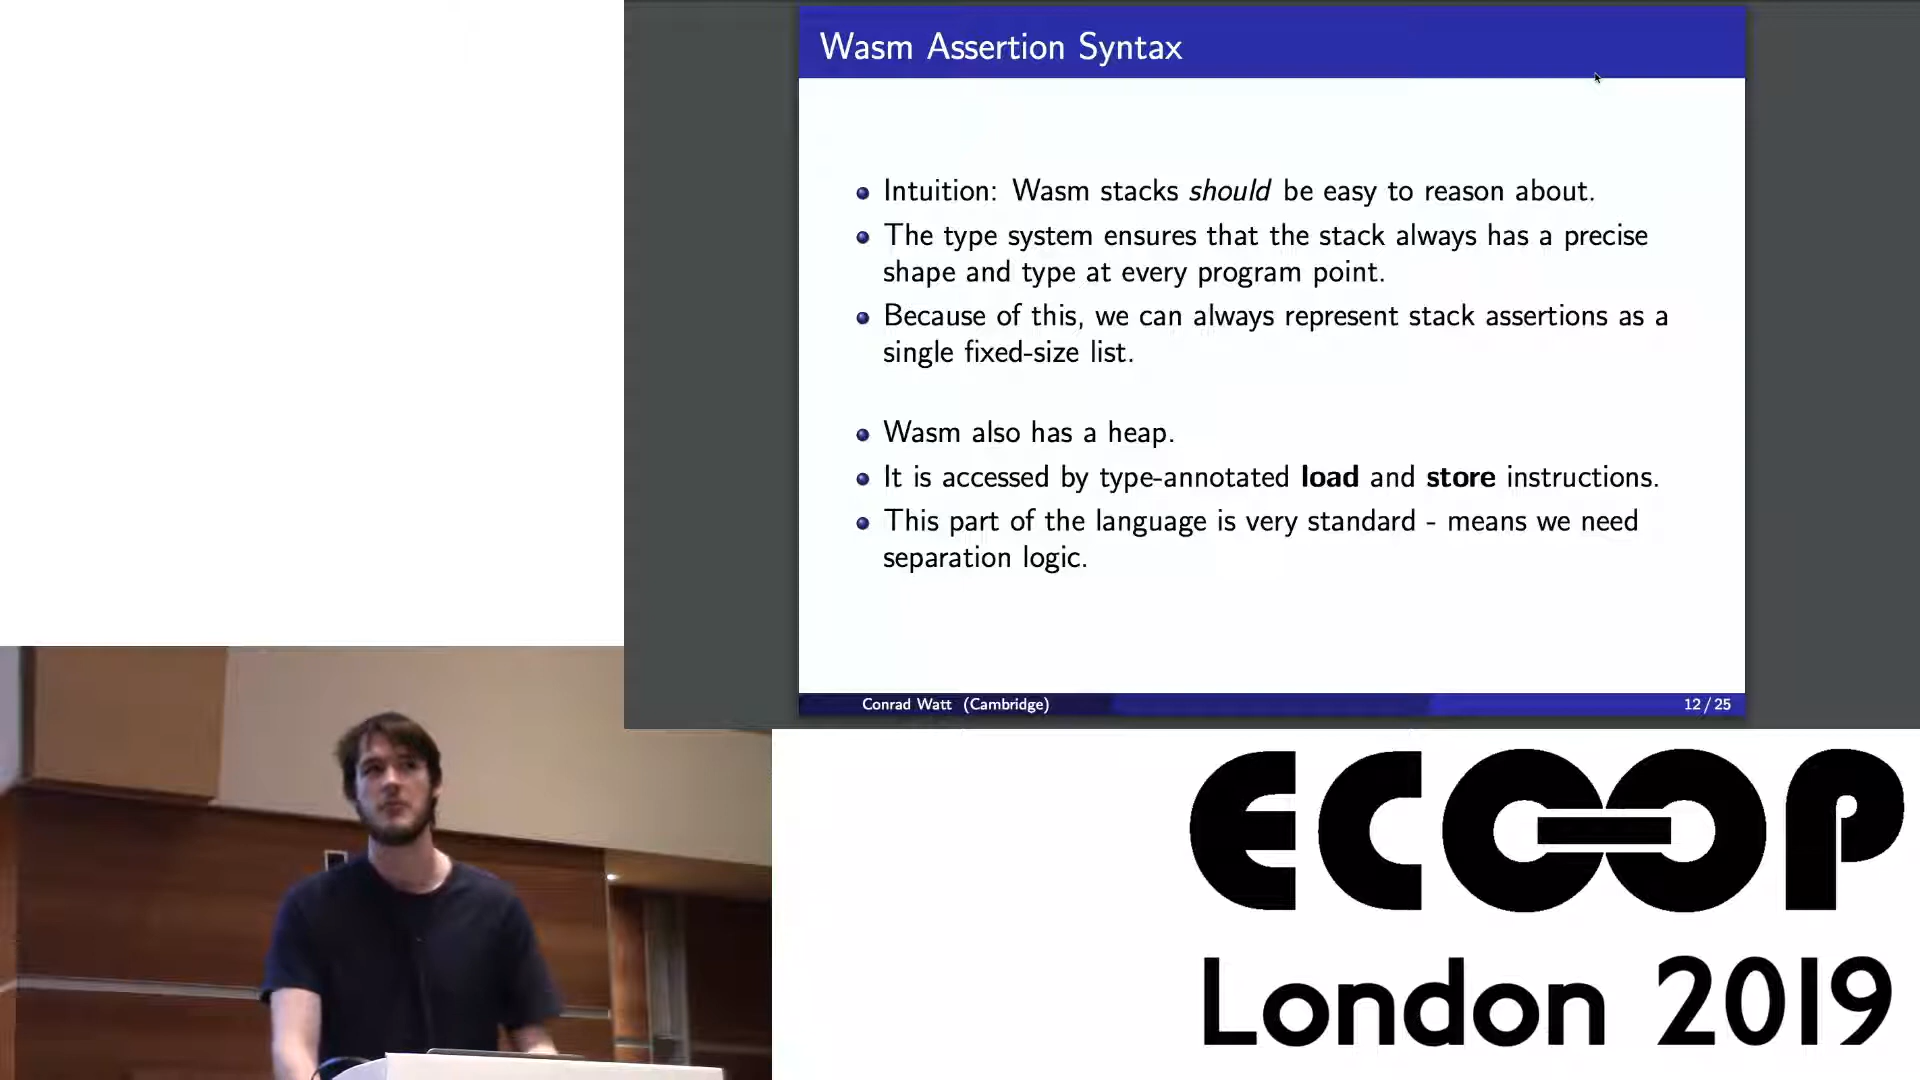 Wasm Assertion Syntax
Intuition: Wasm stacks should be easy to reason about.
The type system ensures that the stack always has a precise
shape and type at every program point.
Because of this, we can always represent stack assertions as a
single fixed-size list.
Wasm also has a heap.
It is accessed by type-annotated load and store instructions.
This part of the language is very standard - means we need
separation logic.
Conrad Watt (Cambridge)
12 / 25
ECOOP
London 2019